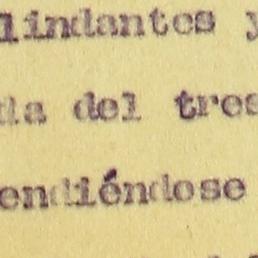 lindantes y
da del tres
endiéndose